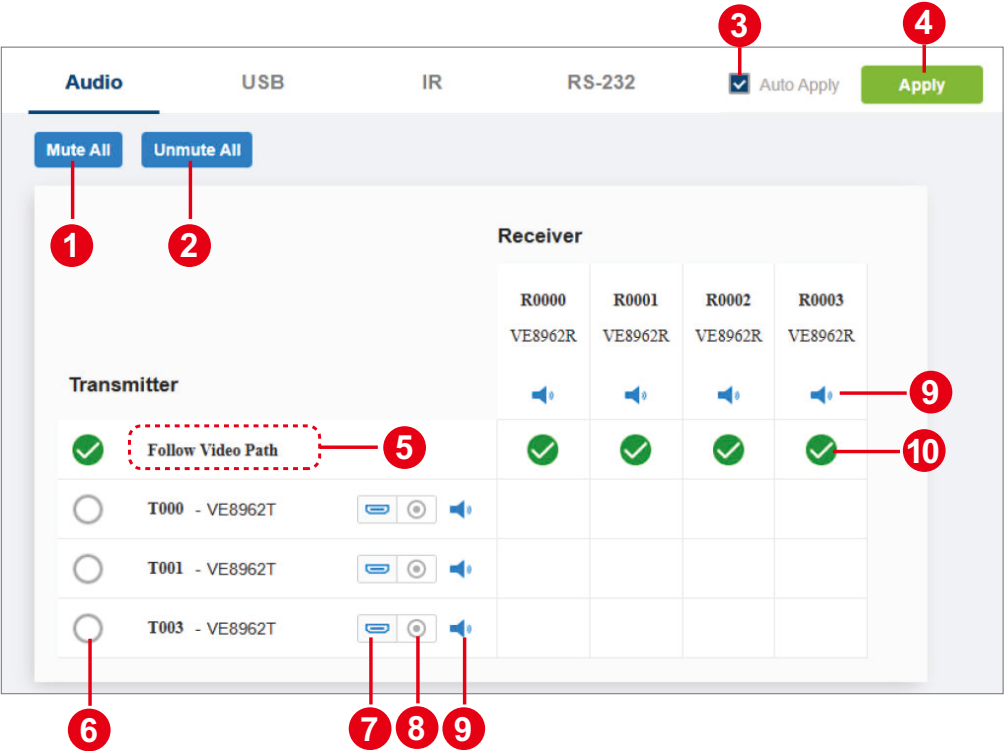 3 4
Audio USB IR RS-232 Auto Apply Apply
Mute All Unmute All
1 2
Receiver
R0000 R0001 R0002 R0003
VE8962R VE8962R VE8962R VE8962R
Transmitter
9
Follow Video Path 5 10
T000 - VE8962T
T001 - VE8962T
T003 - VE8962T
6 7 8 9